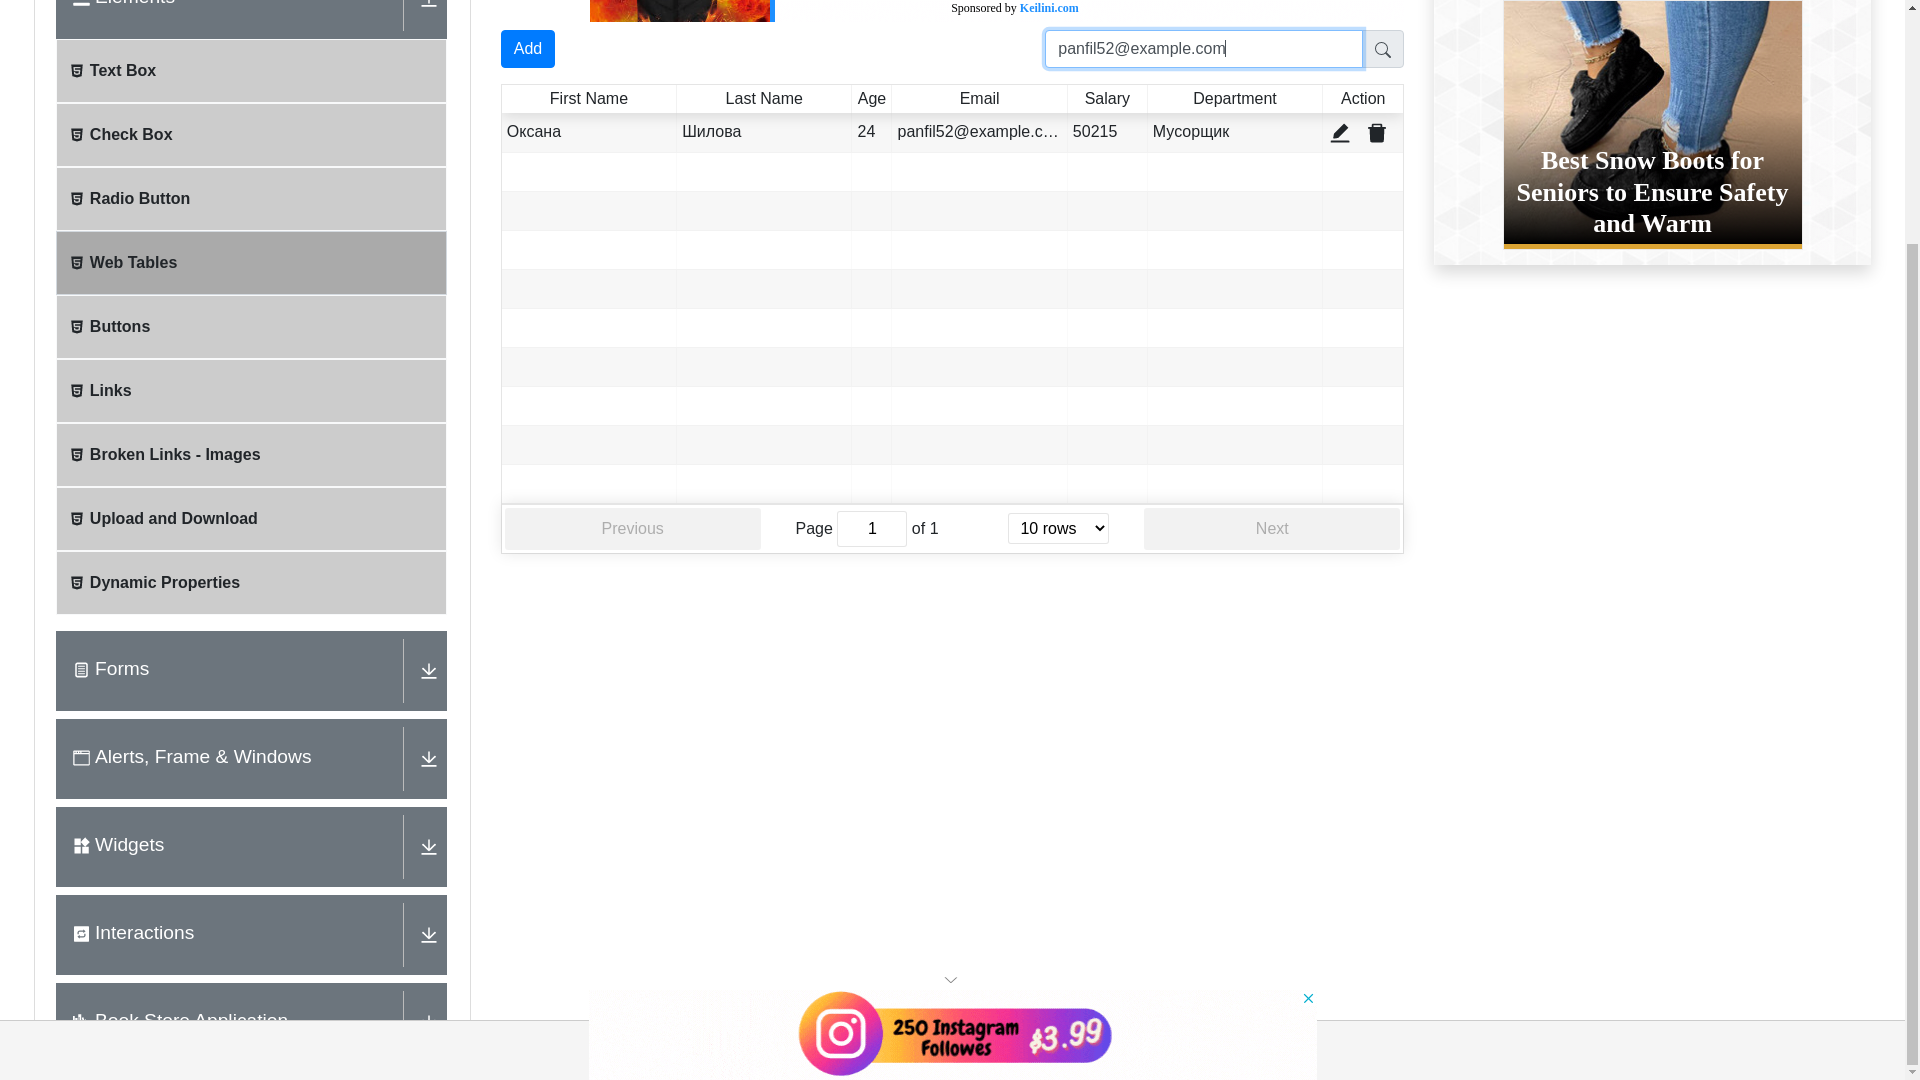 Sponsored by Keilini.com
Add
panfil52@example.com
First Name Last Name Age Email Salary Department Action
Оксана Шилова 24 panfil52@example.c… 50215 Мусорщик
Previous
Page 1 of 1
10 rows
Next
Elements
Text Box
Check Box
Radio Button
Web Tables
Buttons
Links
Broken Links - Images
Upload and Download
Dynamic Properties
Forms
Alerts, Frame & Windows
Widgets
Interactions
Book Store Application
Best Snow Boots for
Seniors to Ensure Safety
and Warm
250 Instagram
Followes
$3.99